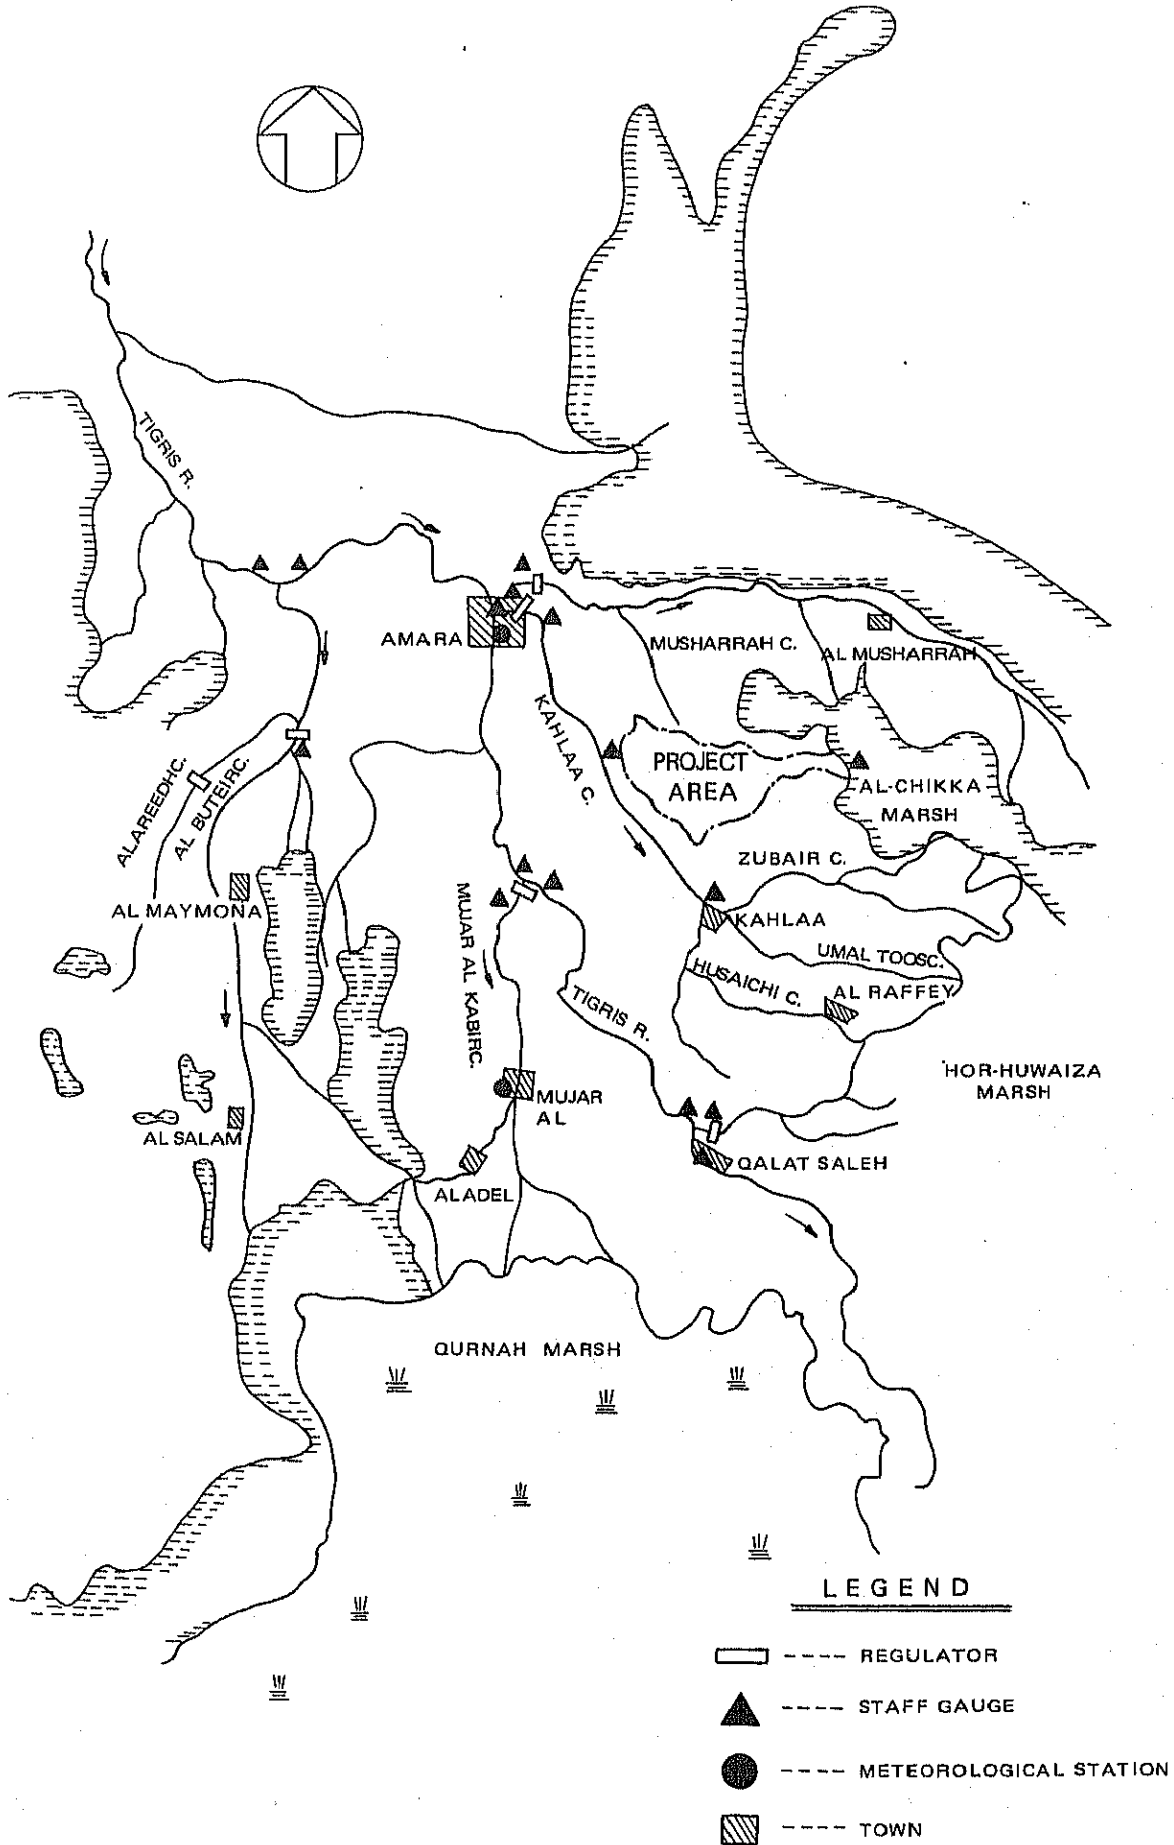 TIGRIS R.
AMARA
MUSHARRAH C.
AL MUSHARRAH
KAHLAA C.
PROJECT
AREA
AL-CHIKKA
MARSH
ALAREEDHC.
AL BUTEIRC.
ZUBAIR C.
AL MAYMONA
MUJAR AL KABIRC.
KAHLAA
UMAL TOOSC.
HUSAICHI C.
AL RAFFEY
TIGRIS R.
HOR-HUWAIZA
MARSH
MUJAR
AL
AL SALAM
QALAT SALEH
ALADEL
QURNAH MARSH
LEGEND
---- REGULATOR
---- STAFF GAUGE
---- METEOROLOGICAL STATION
---- TOWN